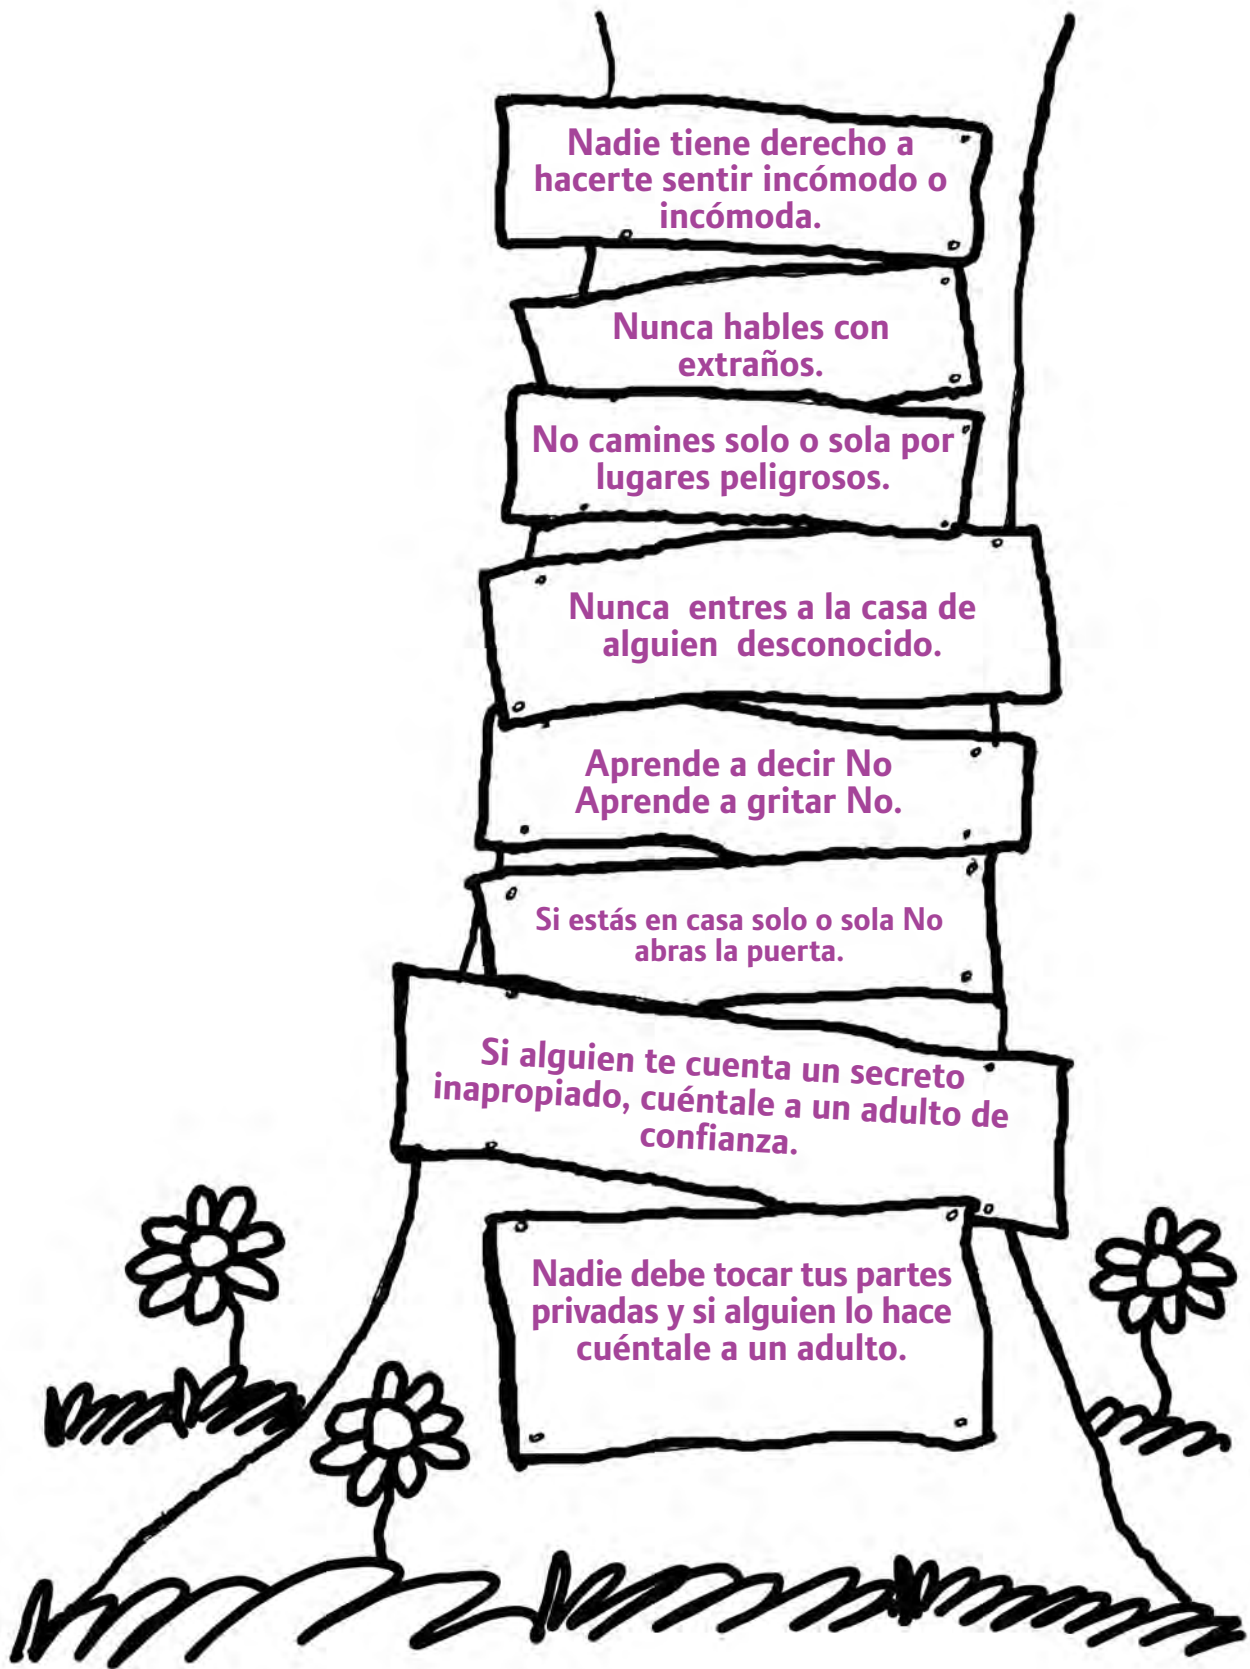 Nadie tiene derecho a
hacerte sentir incómodo o
incómoda.
Nunca hables con
extraños.
No camines solo o sola por
lugares peligrosos.
Nunca  entres a la casa de
alguien  desconocido.
Aprende a decir No
Aprende a gritar No.
Si estás en casa solo o sola No
abras la puerta.
Si alguien te cuenta un secreto
inapropiado, cuéntale a un adulto de
confianza.
Nadie debe tocar tus partes
privadas y si alguien lo hace
cuéntale a un adulto.